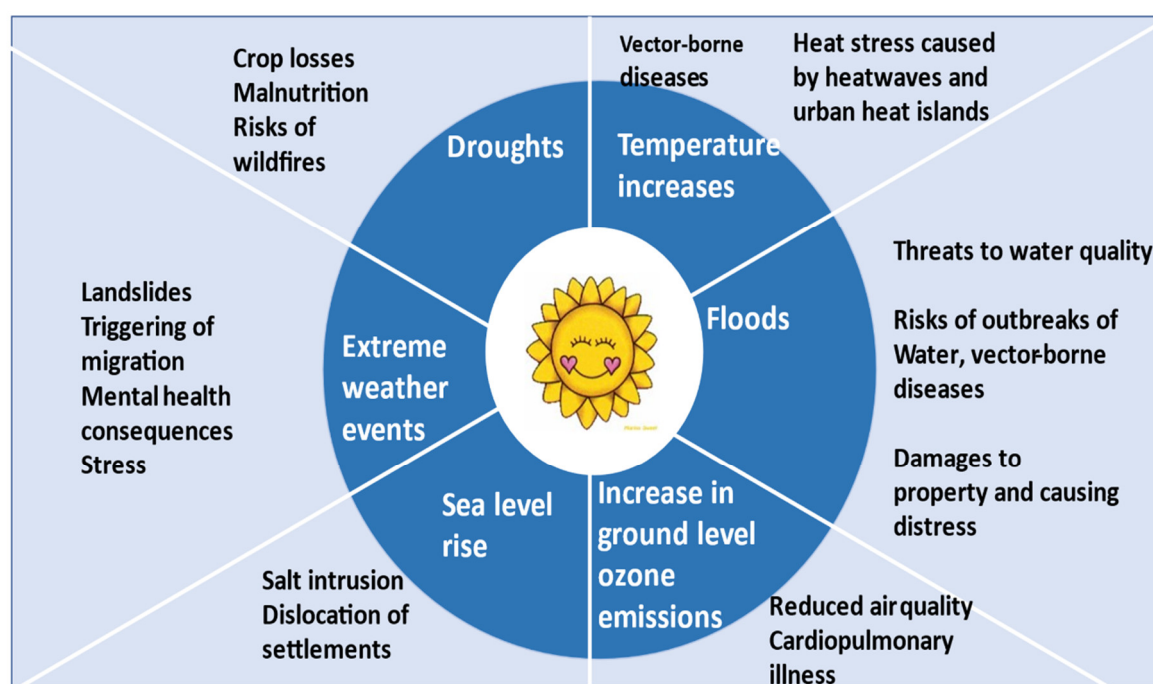 Crop losses
Malnutrition
Risks of
wildfires
Droughts
Vector-borne
diseases
Heat stress caused
by heatwaves and
urban heat islands
Temperature
increases
Threats to water quality
Risks of outbreaks of
Water, vector-borne
diseases
Damages to
property and causing
distress
Floods
Increase in
ground level
ozone
emissions
Reduced air quality
Cardiopulmonary
illness
Sea level
rise
Salt intrusion
Dislocation of
settlements
Extreme
weather
events
Landslides
Triggering of
migration
Mental health
consequences
Stress